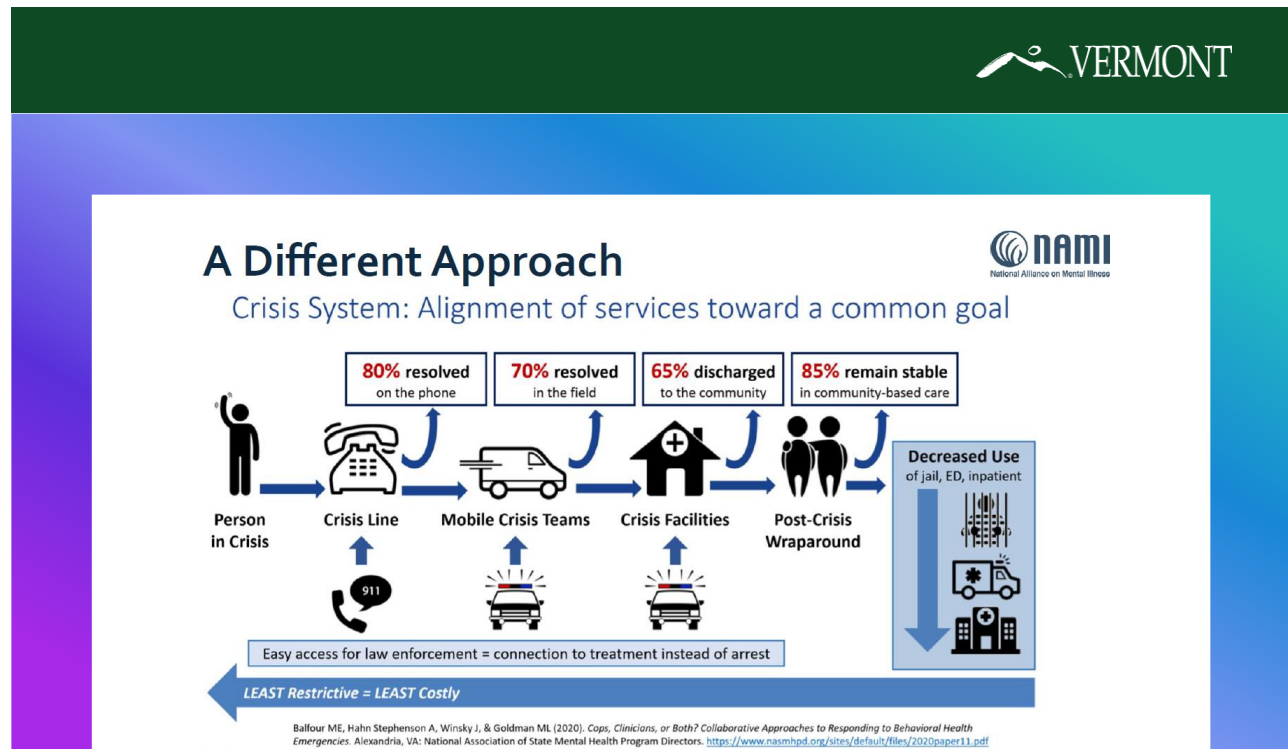 VERMONT
A Different Approach
NAMI
National Alliance on Mental Illness
Crisis System: Alignment of services toward a common goal
80% resolved
on the phone
70% resolved
in the field
65% discharged
to the community
85% remain stable
in community-based care
Decreased Use
of jail, ED, inpatient
Person
in Crisis
Crisis Line
Mobile Crisis Teams
Crisis Facilities
Post-Crisis
Wraparound
911
Easy access for law enforcement = connection to treatment instead of arrest
LEAST Restrictive = LEAST Costly
Balfour ME, Hahn Stephenson A, Winsky J, & Goldman ML (2020). Cops, Clinicians, or Both? Collaborative Approaches to Responding to Behavioral Health
Emergencies. Alexandria, VA: National Association of State Mental Health Program Directors. https://www.nasmhpd.org/sites/default/files/2020paper11.pdf